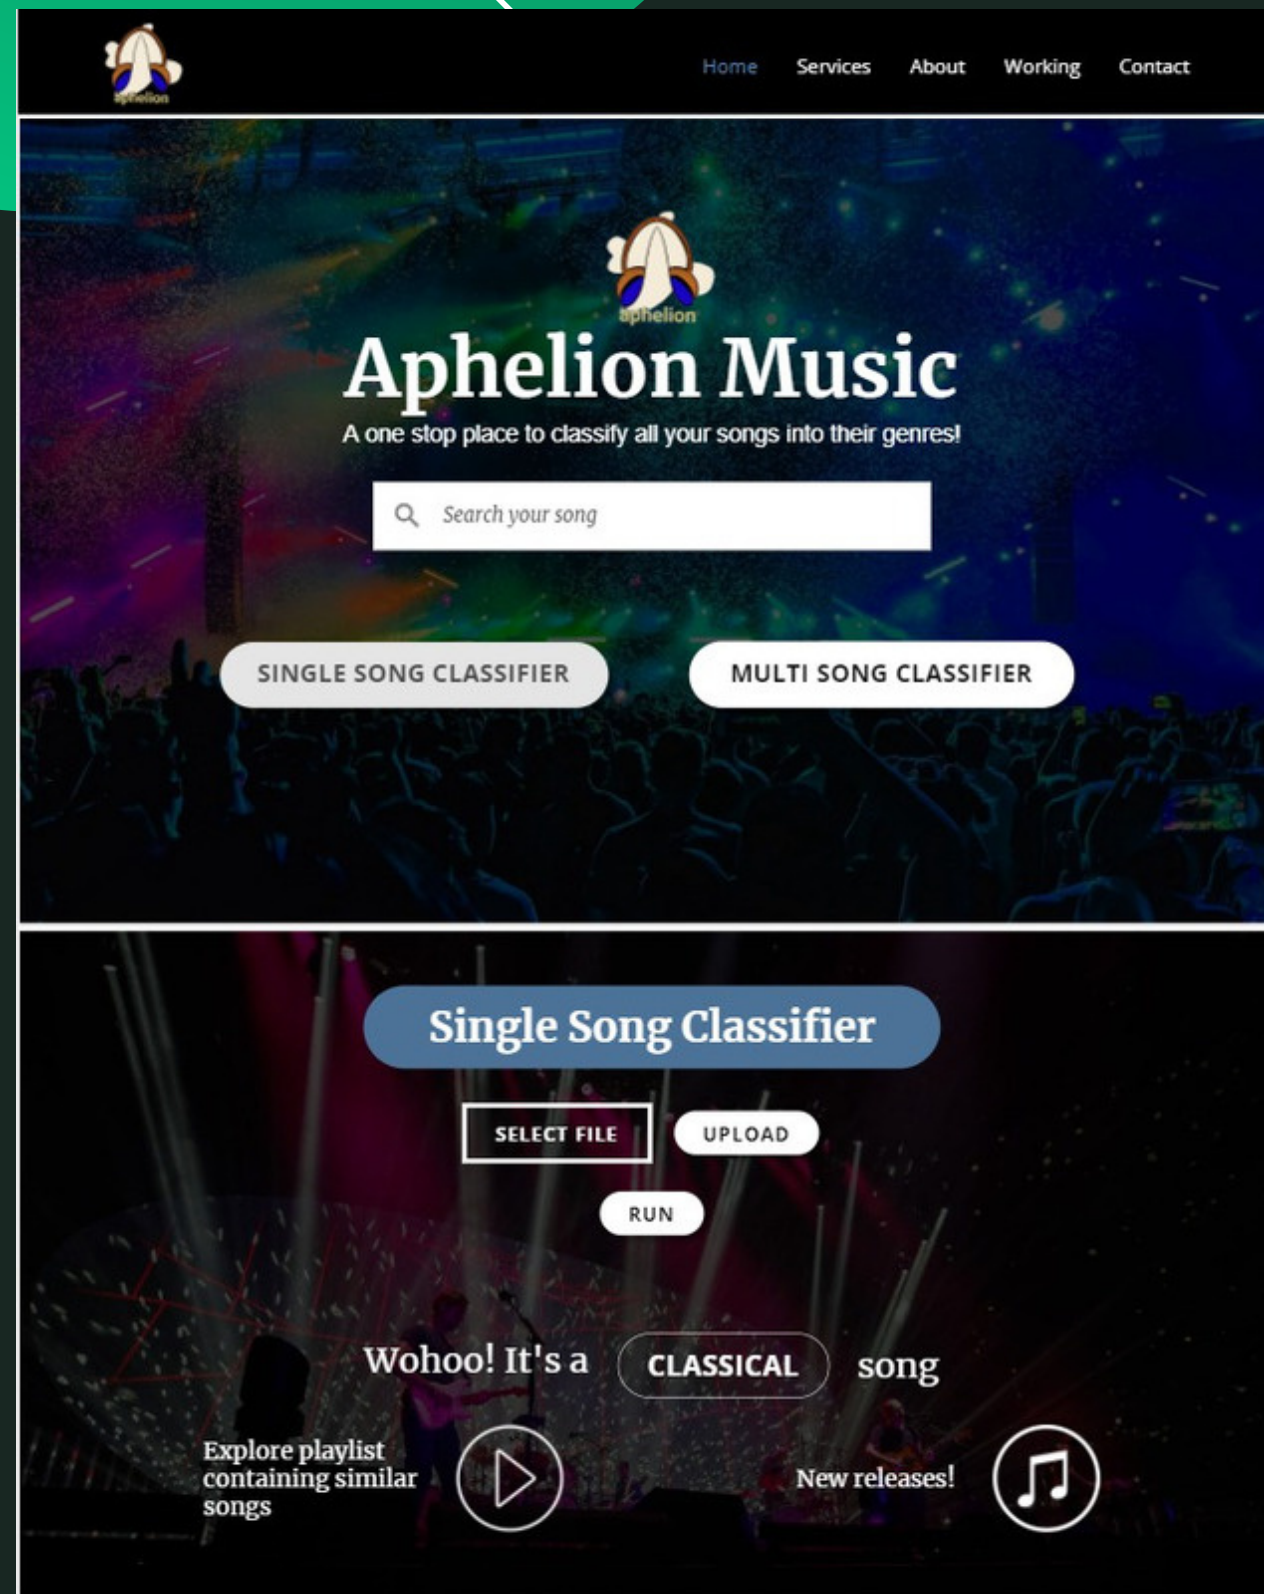 aphelion
Home Services About Working Contact
aphelion
Aphelion Music
A one stop place to classify all your songs into their genres!
Search your song
SINGLE SONG CLASSIFIER
MULTI SONG CLASSIFIER
Single Song Classifier
SELECT FILE
UPLOAD
RUN
Wohoo! It's a CLASSICAL song
Explore playlist
containing similar
songs
New releases!